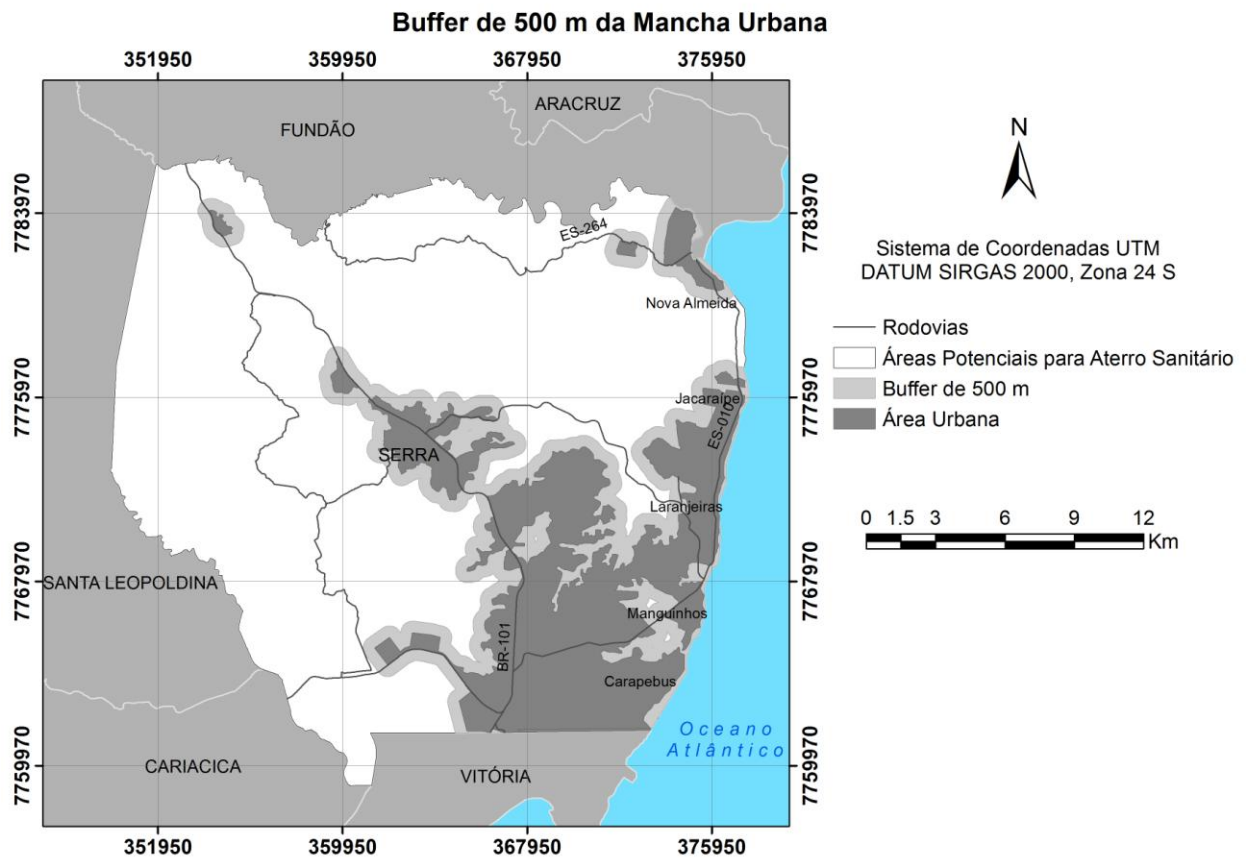 Buffer de 500 m da Mancha Urbana
351950 359950 367950 375950
ARACRUZ
FUNDÃO
7783970
7783970
ES-264
Nova Almeida
7775970
7775970
Jacaraípe
ES-010
SERRA
Laranjeiras
7767970
7767970
SANTA LEOPOLDINA
Manguinhos
BR-101
Carapebus
Oceano
Atlântico
7759970
7759970
CARIACICA
VITÓRIA
351950 359950 367950 375950
N
Sistema de Coordenadas UTM
DATUM SIRGAS 2000, Zona 24 S
Rodovias
Áreas Potenciais para Aterro Sanitário
Buffer de 500 m
Área Urbana
0 1.5 3 6 9 12
Km